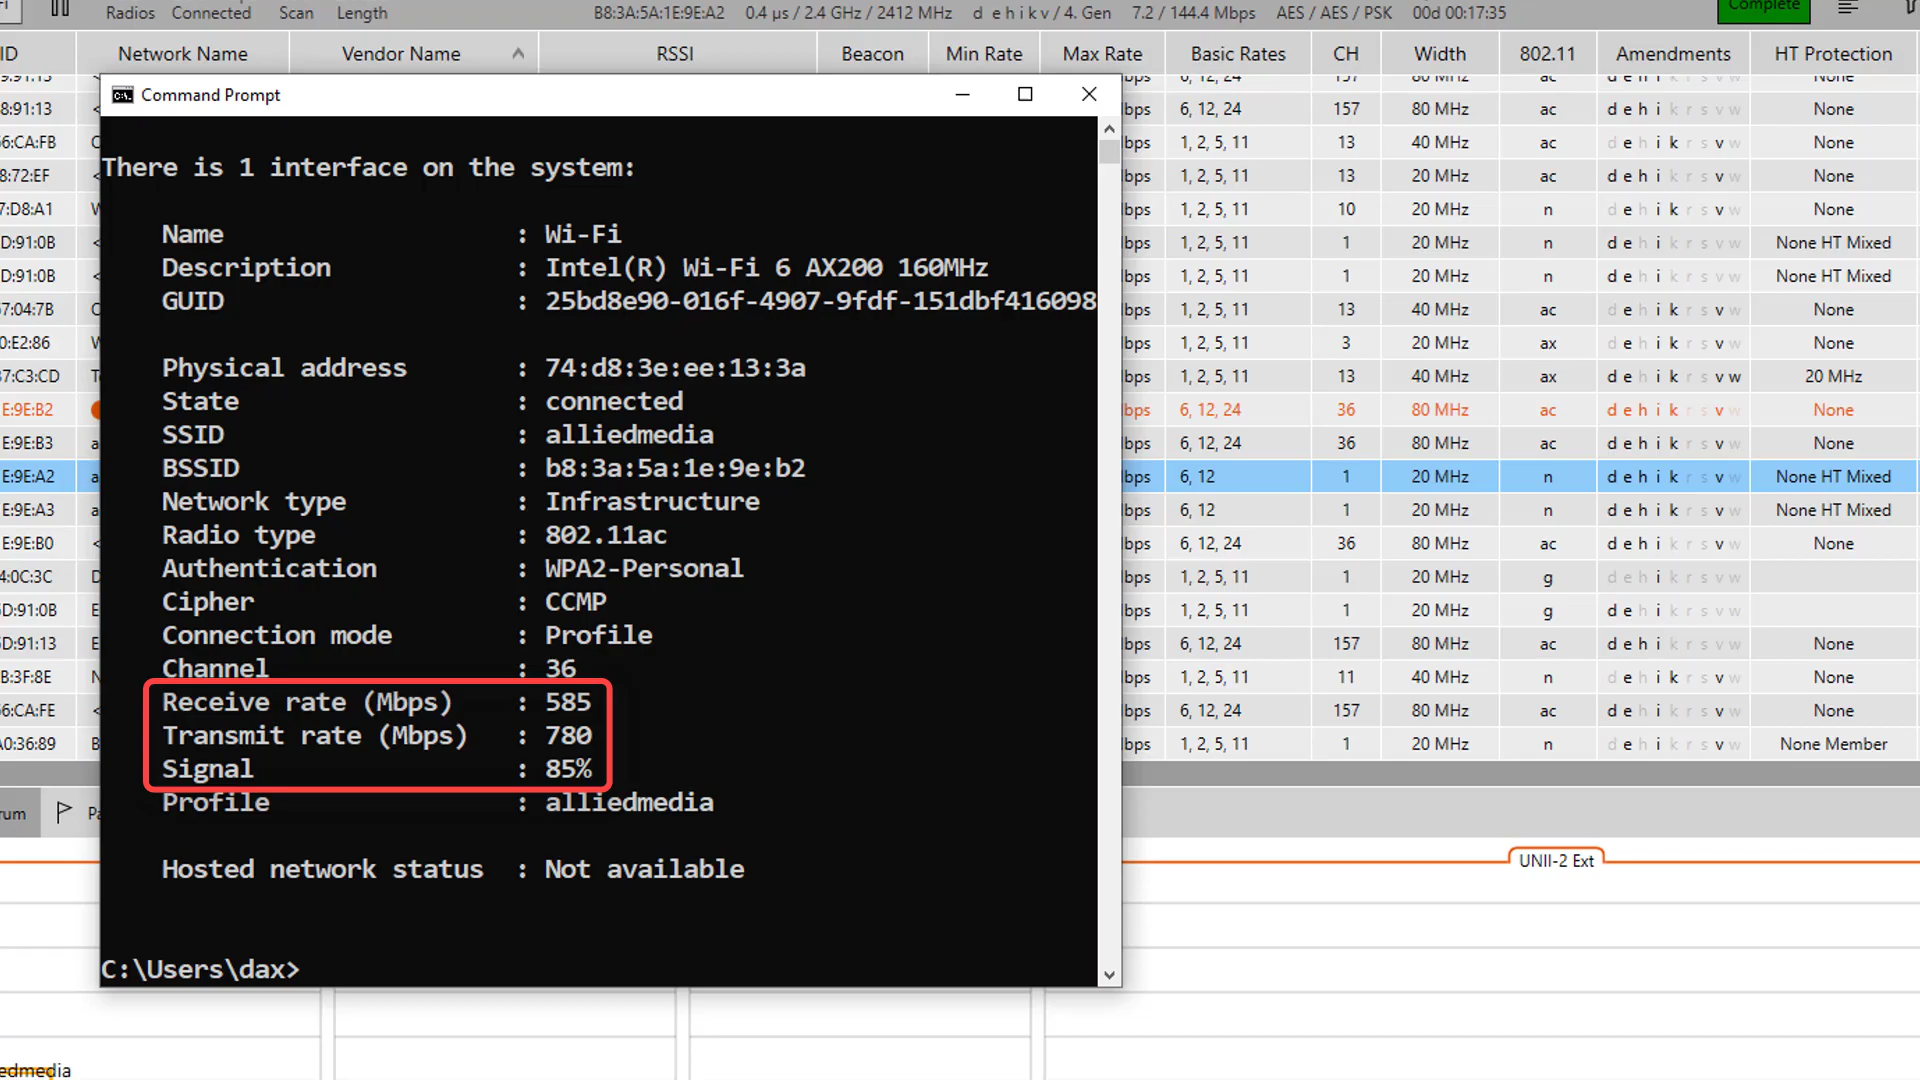 Radios Connected Scan Length B8:3A:5A:1E:9E:A2 0.4 µs / 2.4 GHz / 2412 MHz d e h i k v / 4. Gen 7.2 / 144.4 Mbps AES / AES / PSK 00d 00:17:35 Complete
ID Network Name Vendor Name RSSI Beacon Min Rate Max Rate Basic Rates CH Width 802.11 Amendments HT Protection
9:91:13 bps 6, 12, 24 157 80 MHz ac d e h i k r s v w None
8:91:13 < bps 6, 12, 24 157 80 MHz ac d e h i k r s v w None
6:CA:FB C bps 1, 2, 5, 11 13 40 MHz ac d e h i k r s v w None
8:72:EF < bps 1, 2, 5, 11 13 20 MHz ac d e h i k r s v w None
7:D8:A1 W bps 1, 2, 5, 11 10 20 MHz n d e h i k r s v w None
D:91:0B < bps 1, 2, 5, 11 1 20 MHz n d e h i k r s v w None HT Mixed
D:91:0B < bps 1, 2, 5, 11 1 20 MHz n d e h i k r s v w None HT Mixed
67:04:7B C bps 1, 2, 5, 11 13 40 MHz ac d e h i k r s v w None
0:E2:86 W bps 1, 2, 5, 11 3 20 MHz ax d e h i k r s v w None
37:C3:CD Te bps 1, 2, 5, 11 13 40 MHz ax d e h i k r s v w 20 MHz
E:9E:B2 bps 6, 12, 24 36 80 MHz ac d e h i k r s v w None
E:9E:B3 a bps 6, 12, 24 36 80 MHz ac d e h i k r s v w None
E:9E:A2 a bps 6, 12 1 20 MHz n d e h i k r s v w None HT Mixed
E:9E:A3 a bps 6, 12 1 20 MHz n d e h i k r s v w None HT Mixed
E:9E:B0 < bps 6, 12, 24 36 80 MHz ac d e h i k r s v w None
4:0C:3C D bps 1, 2, 5, 11 1 20 MHz g d e h i k r s v w
5D:91:0B E bps 1, 2, 5, 11 1 20 MHz g d e h i k r s v w
D:91:13 E bps 6, 12, 24 157 80 MHz ac d e h i k r s v w None
B:3F:8E N bps 1, 2, 5, 11 11 40 MHz n d e h i k r s v w None
66:CA:FE < bps 6, 12, 24 157 80 MHz ac d e h i k r s v w None
A0:36:89 B bps 1, 2, 5, 11 1 20 MHz n d e h i k r s v w None Member
Command Prompt
There is 1 interface on the system:
Name : Wi-Fi
Description : Intel(R) Wi-Fi 6 AX200 160MHz
GUID : 25bd8e90-016f-4907-9fdf-151dbf416098
Physical address : 74:d8:3e:ee:13:3a
State : connected
SSID : alliedmedia
BSSID : b8:3a:5a:1e:9e:b2
Network type : Infrastructure
Radio type : 802.11ac
Authentication : WPA2-Personal
Cipher : CCMP
Connection mode : Profile
Channel : 36
Receive rate (Mbps) : 585
Transmit rate (Mbps) : 780
Signal : 85%
Profile : alliedmedia
Hosted network status : Not available
C:\Users\dax>
rum Pa
UNII-2 Ext
edmedia